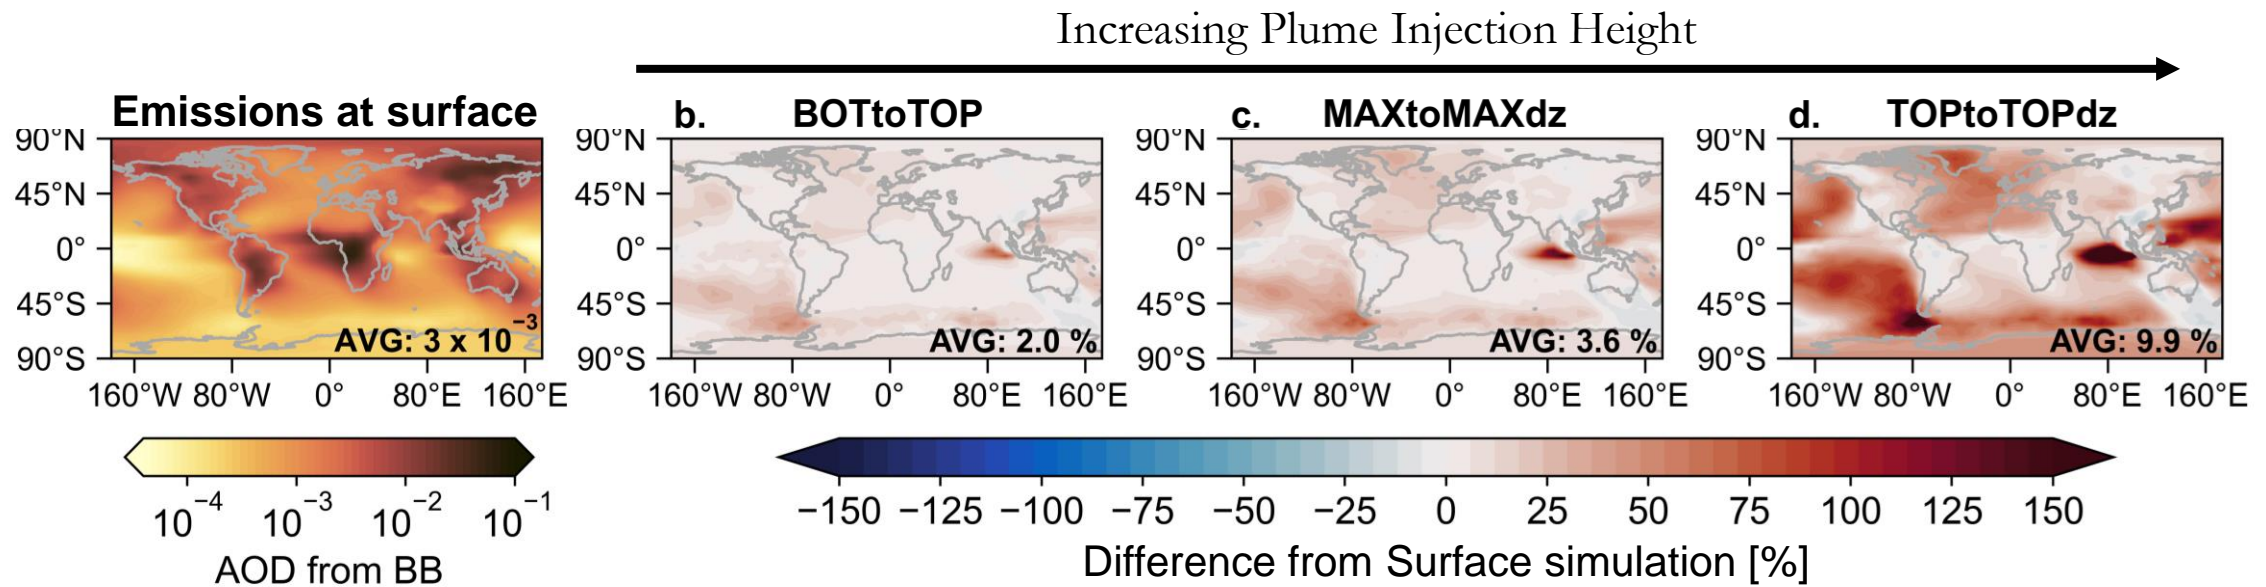 Increasing Plume Injection Height
Emissions at surface
b. BOTtoTOP
c. MAXtoMAXdz
d. TOPtoTOPdz
90°N 90°N 90°N 90°N
45°N 45°N 45°N 45°N
0° 0° 0° 0°
45°S 45°S 45°S 45°S
AVG: 3 x 10⁻³ AVG: 2.0 % AVG: 3.6 % AVG: 9.9 %
90°S 90°S 90°S 90°S
160°W 80°W 0° 80°E 160°E 160°W 80°W 0° 80°E 160°E 160°W 80°W 0° 80°E 160°E 160°W 80°W 0° 80°E 160°E
10⁻⁴ 10⁻³ 10⁻² 10⁻¹
AOD from BB
−150 −125 −100 −75 −50 −25 0 25 50 75 100 125 150
Difference from Surface simulation [%]